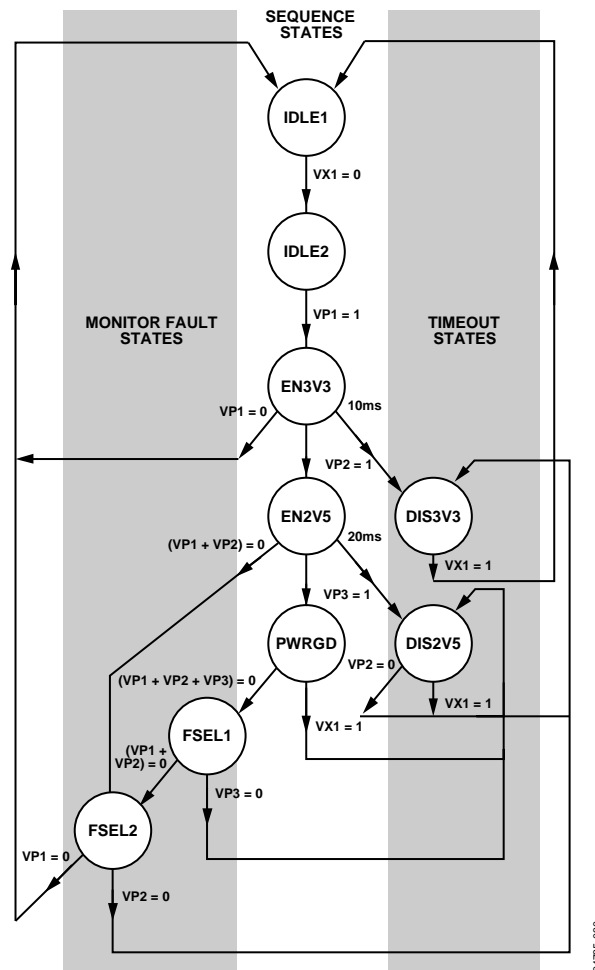 SEQUENCE
STATES
IDLE1
VX1 = 0
IDLE2
VP1 = 1
MONITOR FAULT
STATES
TIMEOUT
STATES
EN3V3
10ms
VP1 = 0
VP2 = 1
EN2V5
DIS3V3
20ms
(VP1 + VP2) = 0
VX1 = 1
VP3 = 1
PWRGD
DIS2V5
VP2 = 0
(VP1 + VP2 + VP3) = 0
VX1 = 1
VX1 = 1
FSEL1
(VP1 +
VP2) = 0
VP3 = 0
FSEL2
VP1 = 0
VP2 = 0